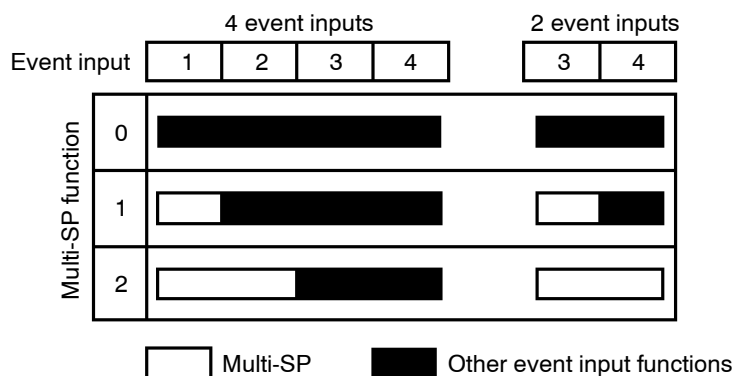 4 event inputs 2 event inputs
Event input 1 2 3 4 3 4
Multi-SP function
0
1
2
Multi-SP Other event input functions